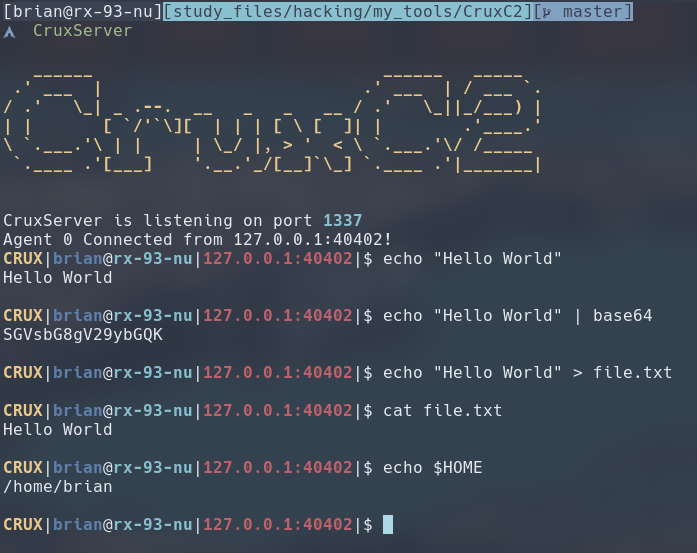 [brian@rx-93-nu][study_files/hacking/my_tools/CruxC2][ master]
CruxServer
CruxC2
CruxServer is listening on port 1337
Agent 0 Connected from 127.0.0.1:40402!
CRUX|brian@rx-93-nu|127.0.0.1:40402|$ echo "Hello World"
Hello World
CRUX|brian@rx-93-nu|127.0.0.1:40402|$ echo "Hello World" | base64
SGVsbG8gV29ybGQK
CRUX|brian@rx-93-nu|127.0.0.1:40402|$ echo "Hello World" > file.txt
CRUX|brian@rx-93-nu|127.0.0.1:40402|$ cat file.txt
Hello World
CRUX|brian@rx-93-nu|127.0.0.1:40402|$ echo $HOME
/home/brian
CRUX|brian@rx-93-nu|127.0.0.1:40402|$